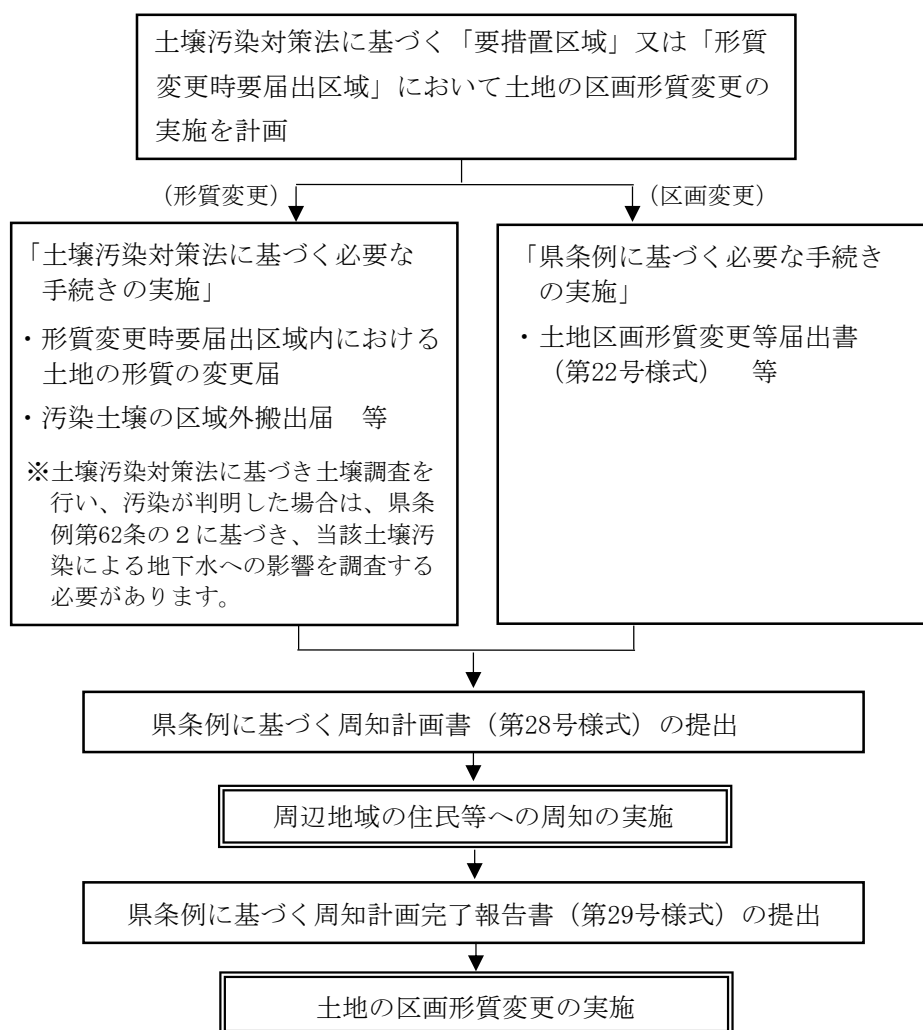 土壌汚染対策法に基づく「要措置区域」又は「形質
変更時要届出区域」において土地の区画形質変更の
実施を計画
(形質変更)
(区画変更)
「土壌汚染対策法に基づく必要な
手続きの実施」
・形質変更時要届出区域内における
土地の形質の変更届
・汚染土壌の区域外搬出届 等
※土壌汚染対策法に基づき土壌調査を
行い、汚染が判明した場合は、県条
例第62条の2に基づき、当該土壌汚
染による地下水への影響を調査する
必要があります。
「県条例に基づく必要な手続き
の実施」
・土地区画形質変更等届出書
(第22号様式) 等
県条例に基づく周知計画書(第28号様式)の提出
周辺地域の住民等への周知の実施
県条例に基づく周知計画完了報告書(第29号様式)の提出
土地の区画形質変更の実施